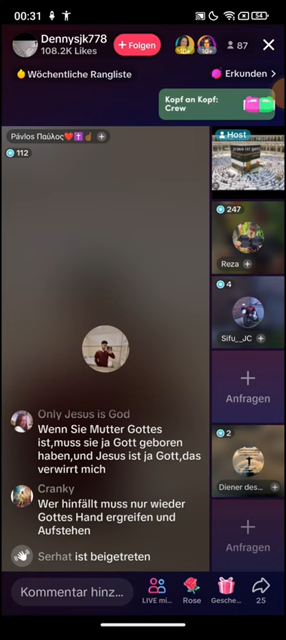 00:31
54
Dennysjk778
108.2K Likes
+ Folgen
10+
10+
87
Wöchentliche Rangliste
Erkunden >
Kopf an Kopf:
Crew
Pávlos Παύλος❤️✝️☝🏾 +
112
Host
247
Reza +
4
Sifu__JC +
+
Anfragen
2
Diener des... +
+
Anfragen
Only Jesus is God
Wenn Sie Mutter Gottes
ist,muss sie ja Gott geboren
haben,und Jesus ist ja Gott,das
verwirrt mich
Cranky
Wer hinfällt muss nur wieder
Gottes Hand ergreifen und
Aufstehen
Serhat ist beigetreten
Kommentar hinz...
LIVE mi...
Rose
Gesche...
25